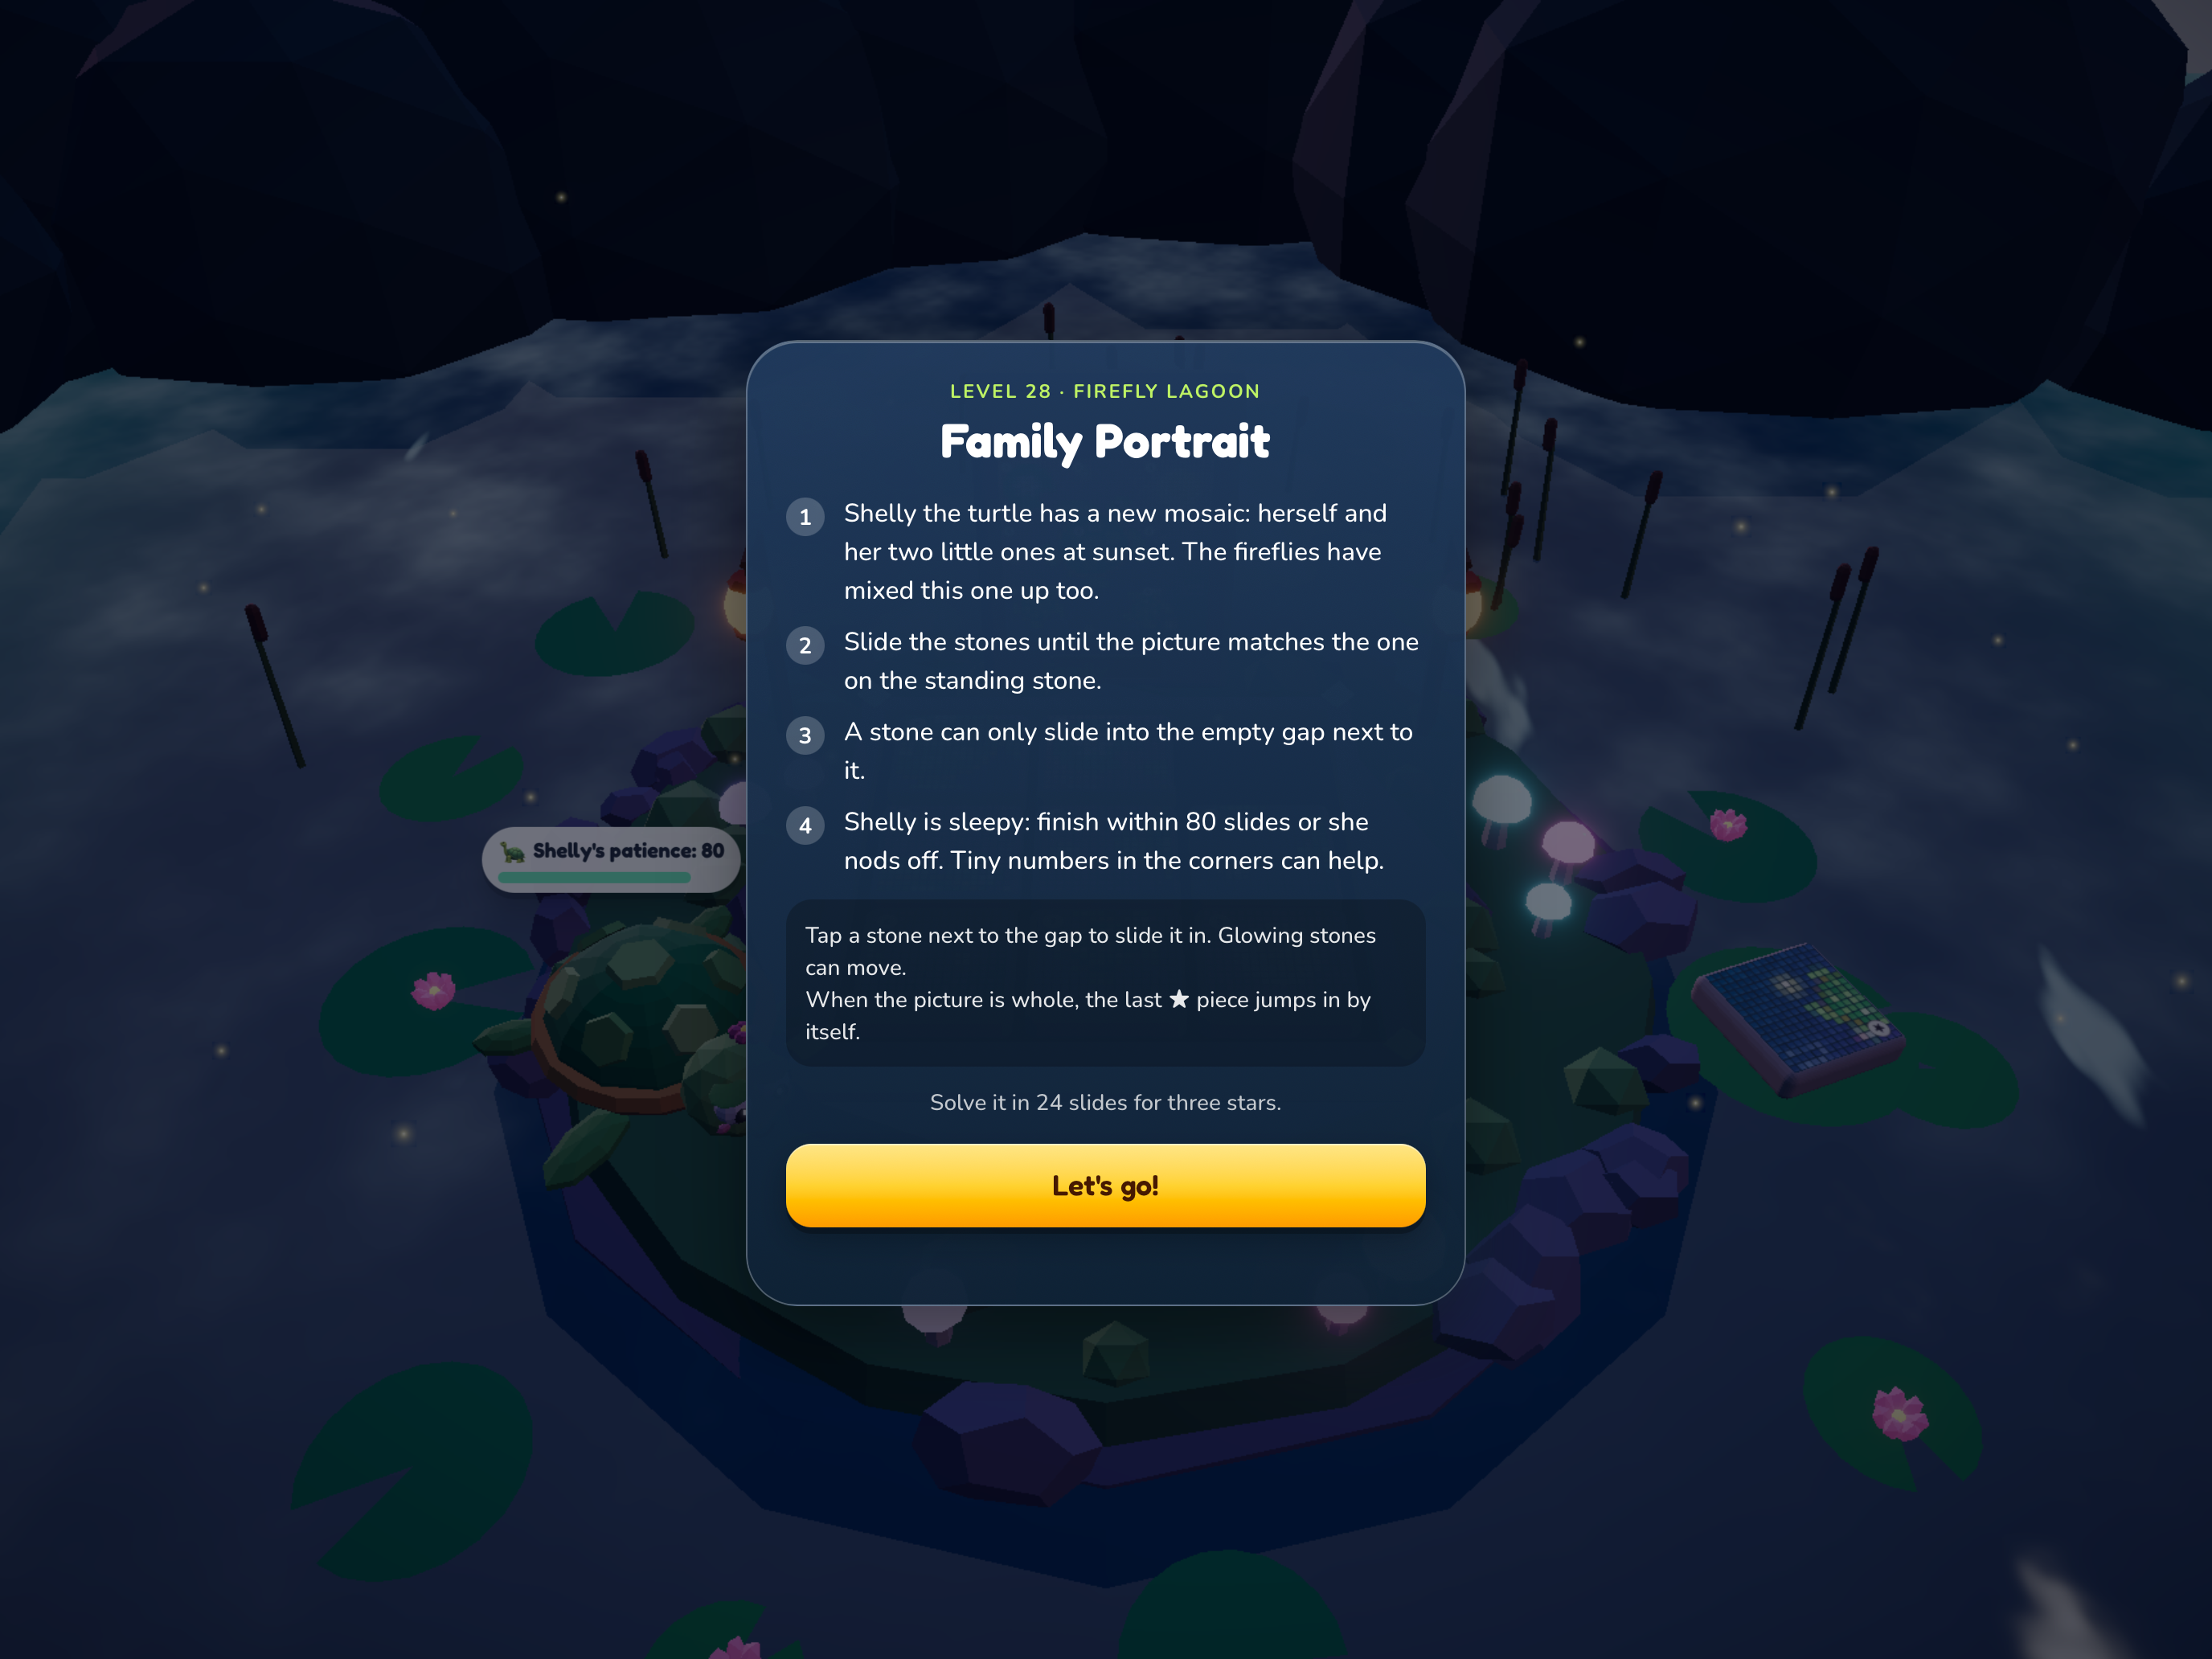 LEVEL 28 · FIREFLY LAGOON
Family Portrait
1 Shelly the turtle has a new mosaic: herself and
her two little ones at sunset. The fireflies have
mixed this one up too.
2 Slide the stones until the picture matches the one
on the standing stone.
3 A stone can only slide into the empty gap next to
it.
4 Shelly is sleepy: finish within 80 slides or she
nods off. Tiny numbers in the corners can help.
Shelly's patience: 80
Tap a stone next to the gap to slide it in. Glowing stones
can move.
When the picture is whole, the last ★ piece jumps in by
itself.
Solve it in 24 slides for three stars.
Let's go!